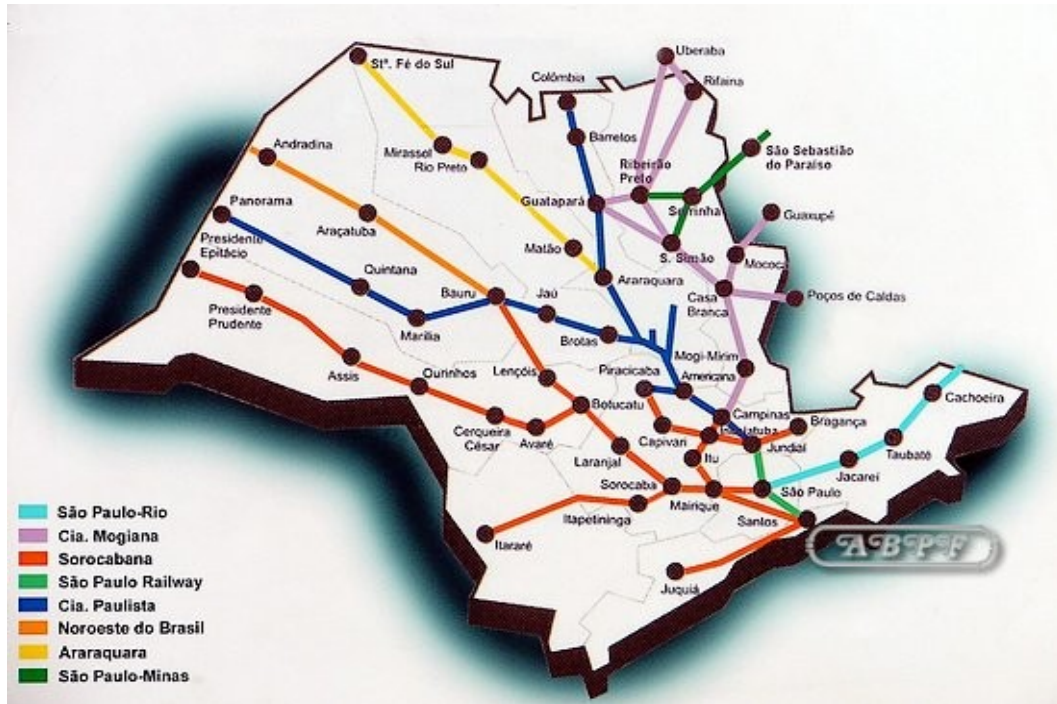 Uberaba
Stª. Fé do Sul
Colômbia
Rifaina
Barretos
Andradina
Mirassol
Rio Preto
Ribeirão
Preto
São Sebastião
do Paraíso
Panorama
Guatapará
Serrinha
Guaxupé
Araçatuba
Presidente
Epitácio
Matão
S. Simão
Mococa
Quintana
Araraquara
Bauru
Jaú
Casa
Branca
Poços de Caldas
Presidente
Prudente
Marília
Brotas
Mogi-Mirim
Piracicaba
Americana
Assis
Ourinhos
Lençóis
Cachoeira
Botucatu
Campinas
Bragança
Cerqueira
César
Avaré
Capivari
Jundiaí
Taubaté
Laranjal
Itu
Jacareí
Sorocaba
São Paulo
Mairique
Itapetininga
Santos
Itararé
Juquiá
A B P F
São Paulo-Rio
Cia. Mogiana
Sorocabana
São Paulo Railway
Cia. Paulista
Noroeste do Brasil
Araraquara
São Paulo-Minas